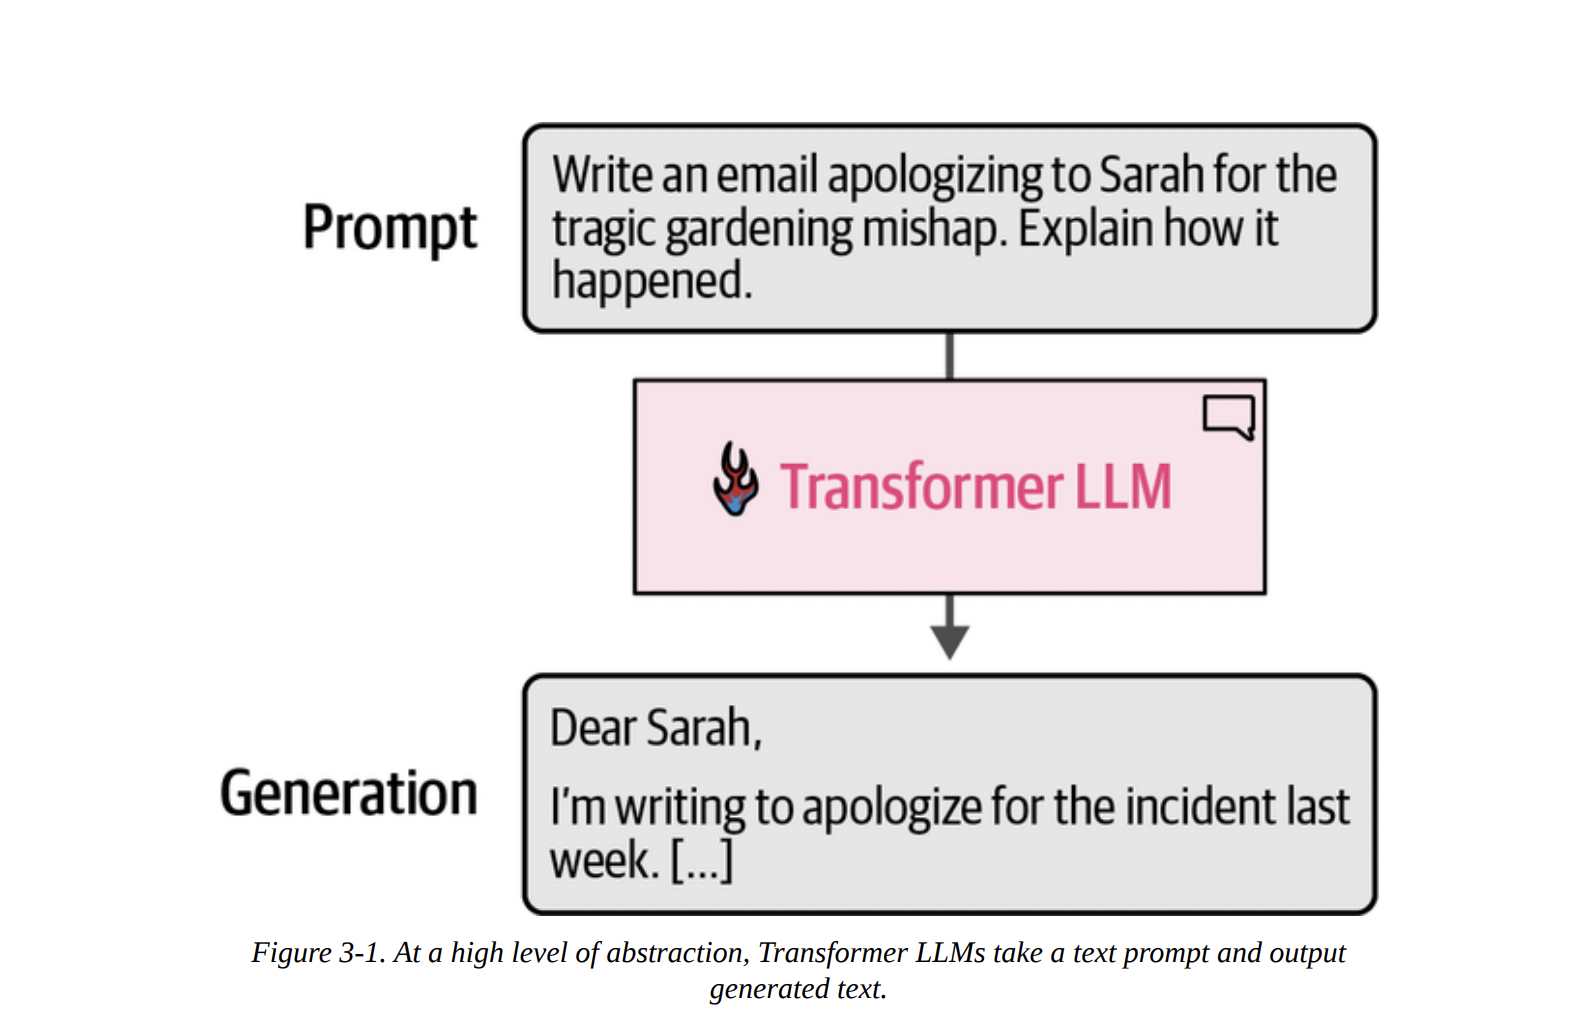 Prompt
Write an email apologizing to Sarah for the
tragic gardening mishap. Explain how it
happened.
Transformer LLM
Generation
Dear Sarah,
I'm writing to apologize for the incident last
week. [...]
Figure 3-1. At a high level of abstraction, Transformer LLMs take a text prompt and output
generated text.